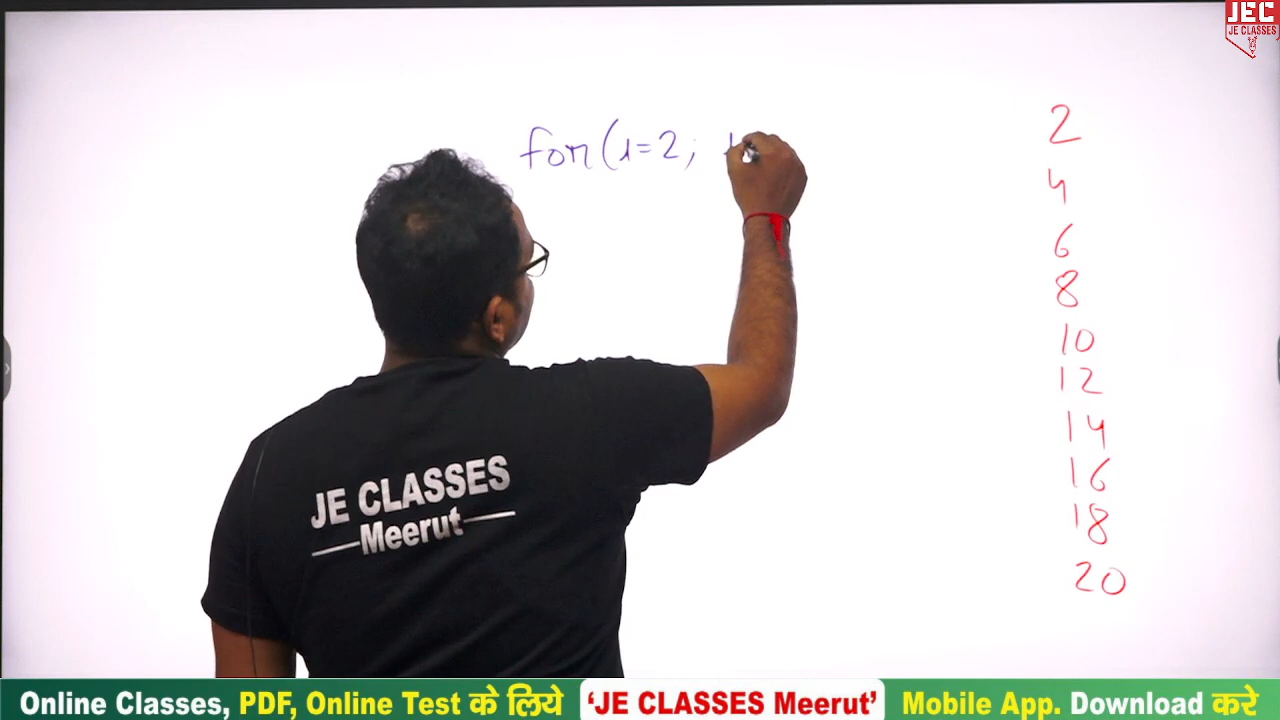 JEC
JE CLASSES
for(i=2; i
2
4
6
8
10
12
14
16
18
20
JE CLASSES
Meerut
Online Classes, PDF, Online Test के लिये 'JE CLASSES Meerut' Mobile App. Download करे